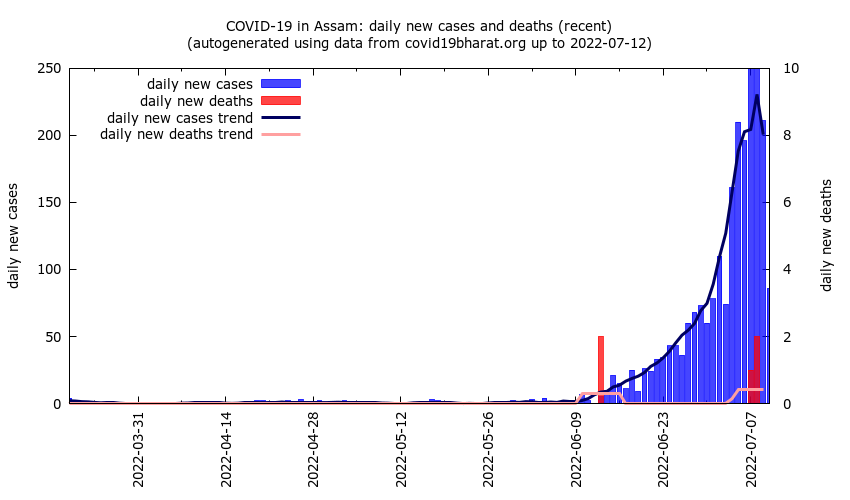 COVID-19 in Assam: daily new cases and deaths (recent)
(autogenerated using data from covid19bharat.org up to 2022-07-12)
daily new cases
daily new deaths
daily new cases trend
daily new deaths trend
250
200
150
100
50
0
10
8
6
4
2
0
daily new cases
daily new deaths
2022-03-31
2022-04-14
2022-04-28
2022-05-12
2022-05-26
2022-06-09
2022-06-23
2022-07-07